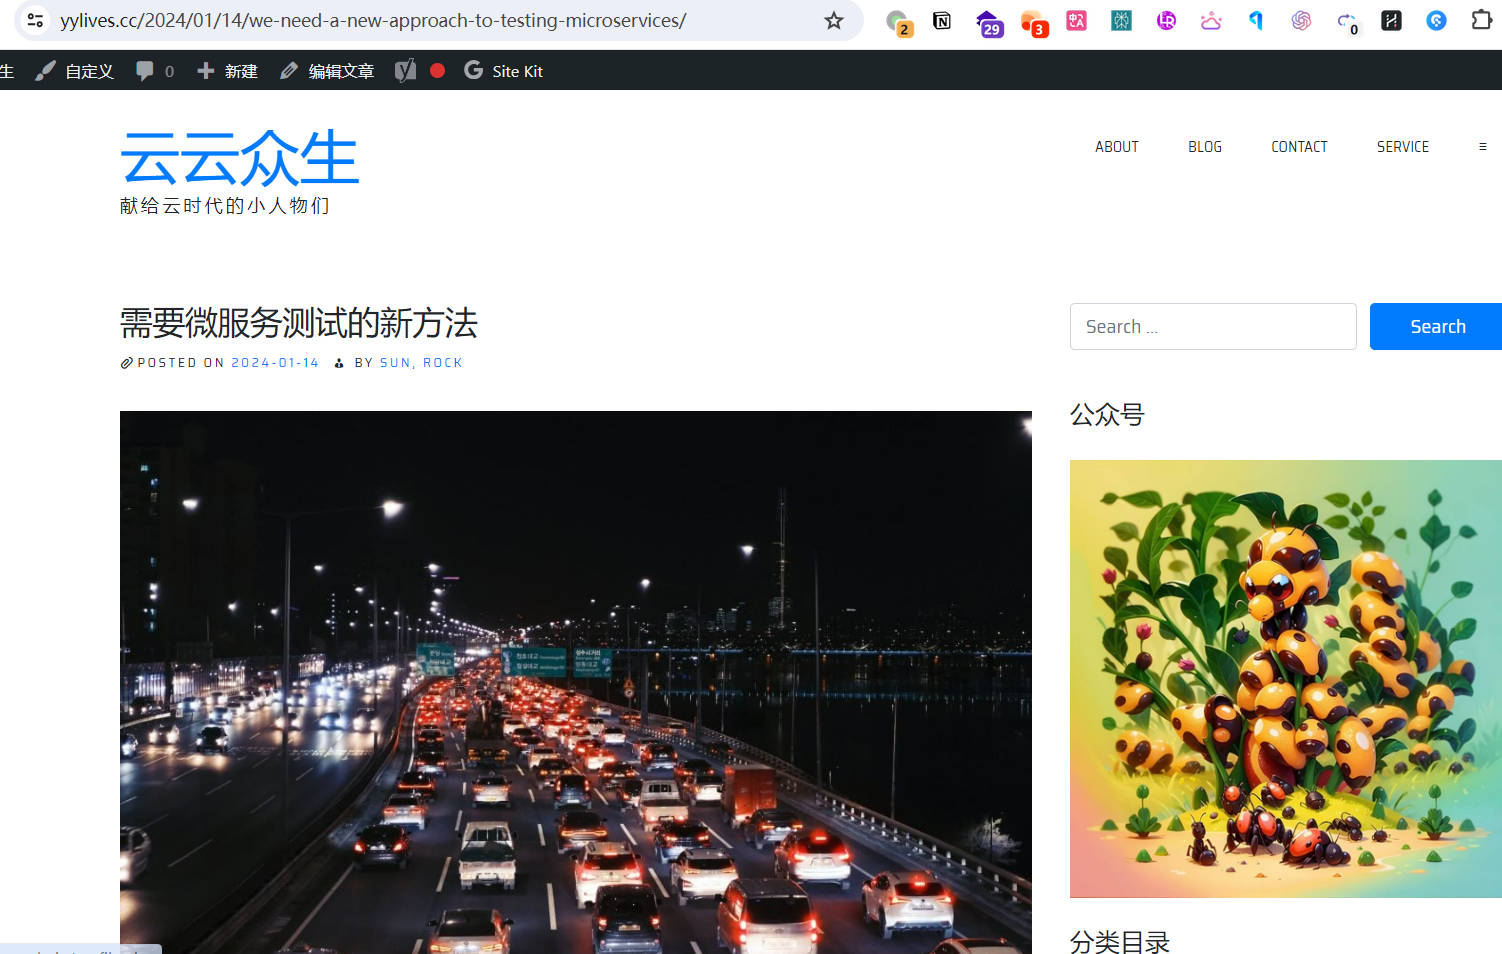 yylives.cc/2024/01/14/we-need-a-new-approach-to-testing-microservices/
2 29 3 0
生 自定义 0 新建 编辑文章 Site Kit
云云众生
献给云时代的小人物们
ABOUT BLOG CONTACT SERVICE ≡
需要微服务测试的新方法
POSTED ON 2024-01-14 BY SUN, ROCK
Search ... Search
公众号
分类目录